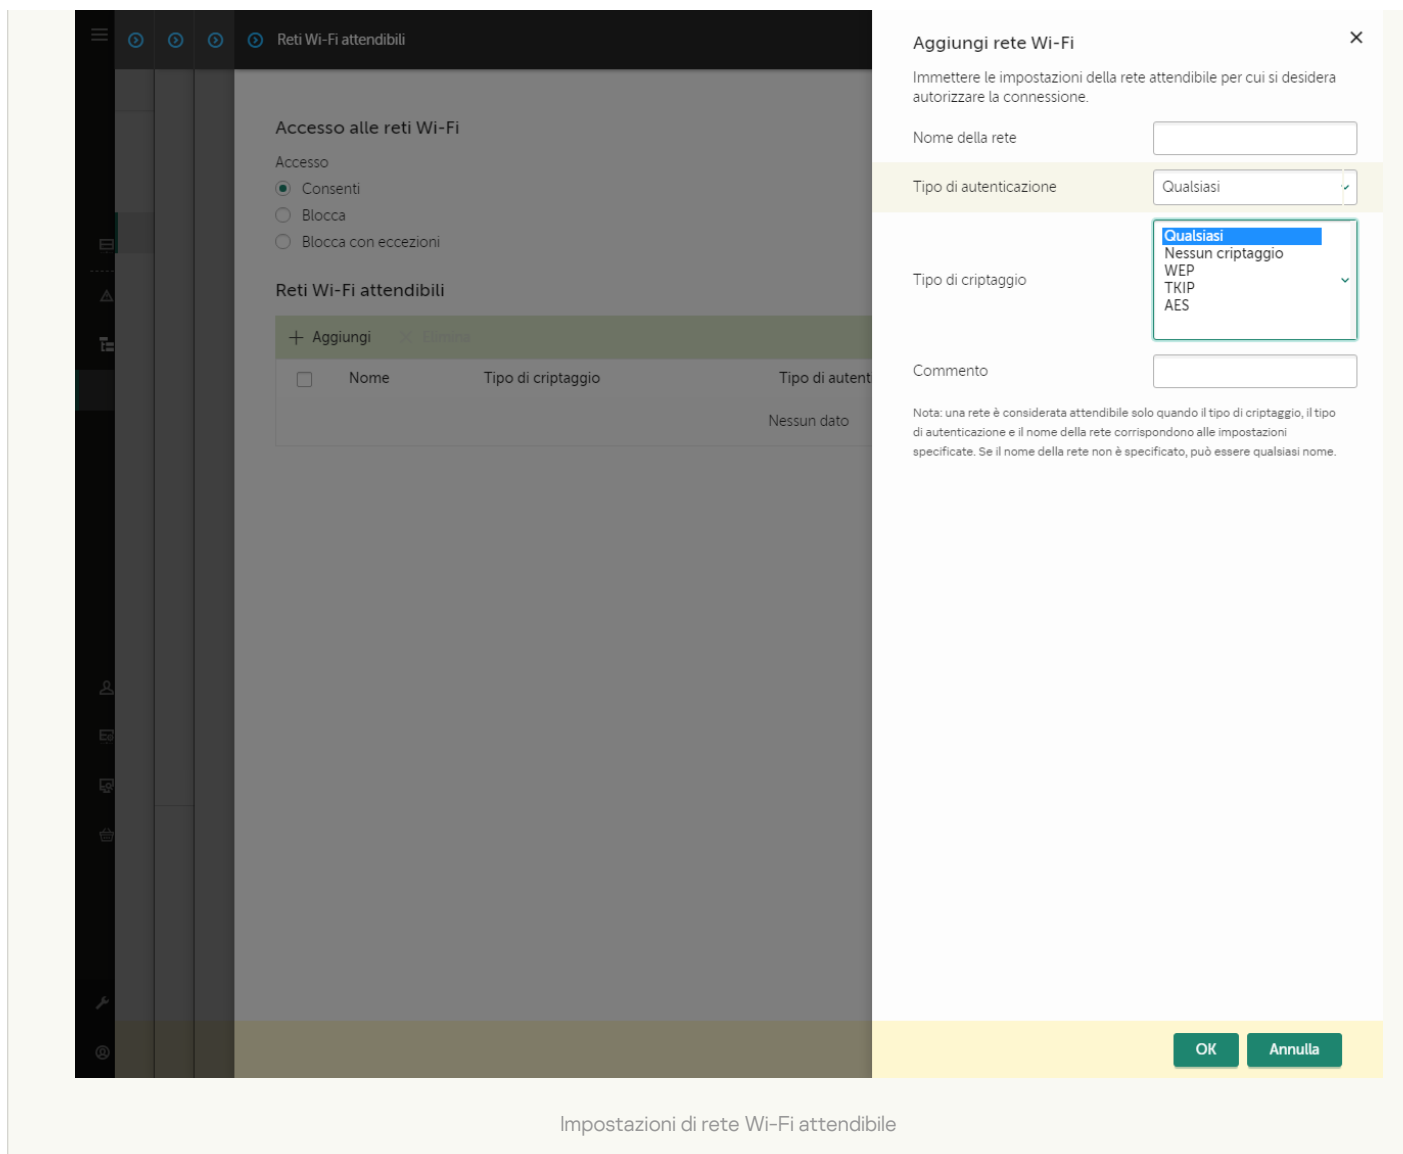 Reti Wi-Fi attendibili
Accesso alle reti Wi-Fi
Accesso
Consenti
Blocca
Blocca con eccezioni
Reti Wi-Fi attendibili
Aggiungi Elimina
Nome Tipo di criptaggio Tipo di autent
Nessun dato
Aggiungi rete Wi-Fi
Immettere le impostazioni della rete attendibile per cui si desidera
autorizzare la connessione.
Nome della rete
Tipo di autenticazione Qualsiasi
Tipo di criptaggio
Qualsiasi
Nessun criptaggio
WEP
TKIP
AES
Commento
Nota: una rete è considerata attendibile solo quando il tipo di criptaggio, il tipo
di autenticazione e il nome della rete corrispondono alle impostazioni
specificate. Se il nome della rete non è specificato, può essere qualsiasi nome.
OK Annulla
Impostazioni di rete Wi-Fi attendibile